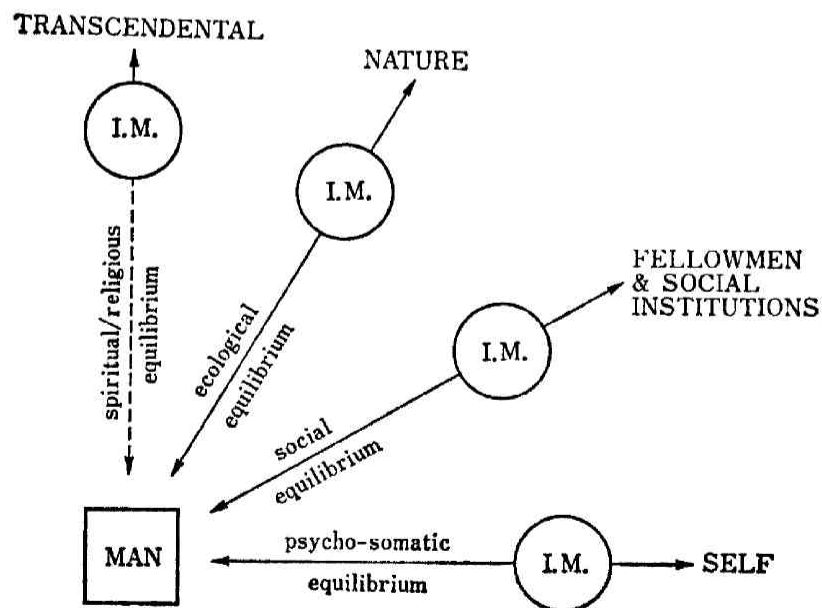 TRANSCENDENTAL
I.M.
spiritual/religious
equilibrium
NATURE
I.M.
ecological
equilibrium
FELLOWMEN
& SOCIAL
INSTITUTIONS
I.M.
social
equilibrium
MAN
psycho-somatic
equilibrium
I.M.
SELF